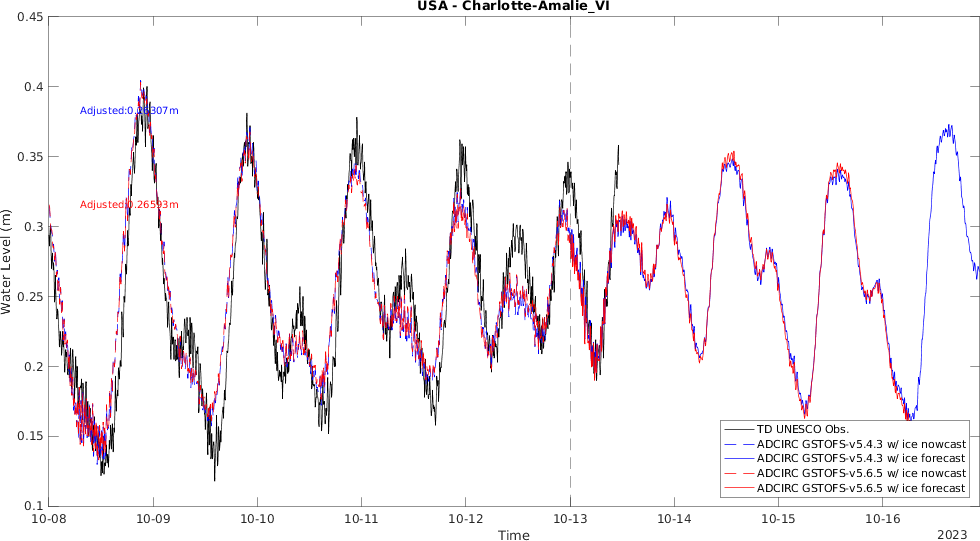 USA - Charlotte-Amalie_VI
0.45
0.4
0.35
0.3
0.25
0.2
0.15
0.1
Water Level (m)
Adjusted:0.26307m
Adjusted:0.26593m
TD UNESCO Obs.
ADCIRC GSTOFS-v5.4.3 w/ ice nowcast
ADCIRC GSTOFS-v5.4.3 w/ ice forecast
ADCIRC GSTOFS-v5.6.5 w/ ice nowcast
ADCIRC GSTOFS-v5.6.5 w/ ice forecast
10-08 10-09 10-10 10-11 10-12 10-13 10-14 10-15 10-16
Time
2023